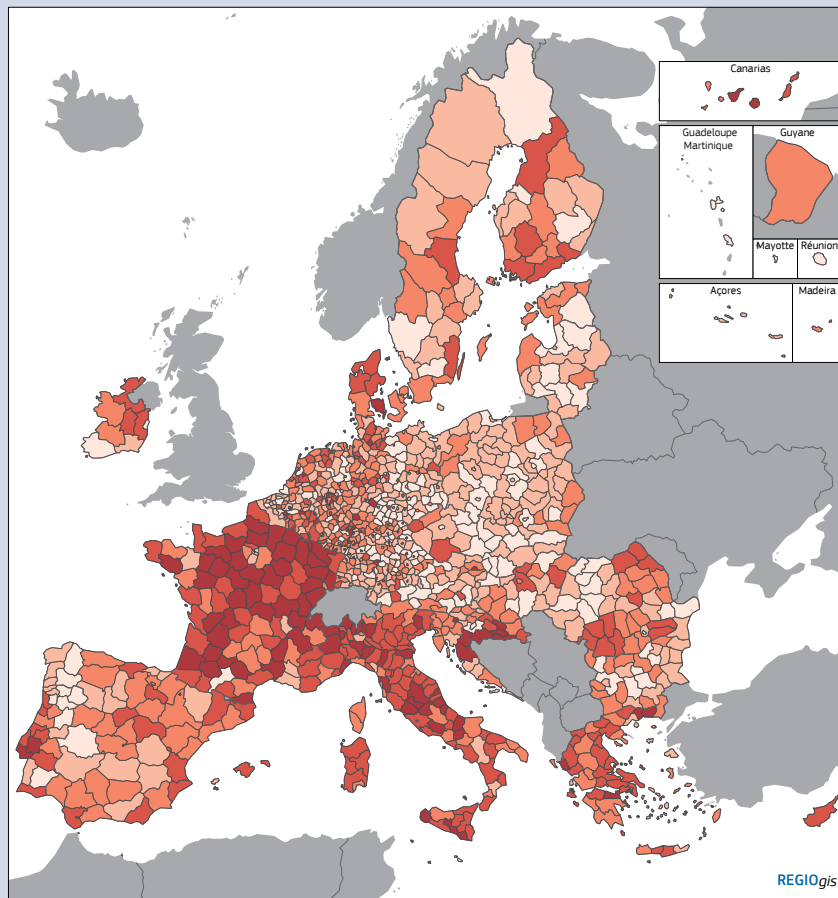 Canarias
Guadeloupe
Martinique
Guyane
Mayotte
Réunion
Açores
Madeira
REGIOgis